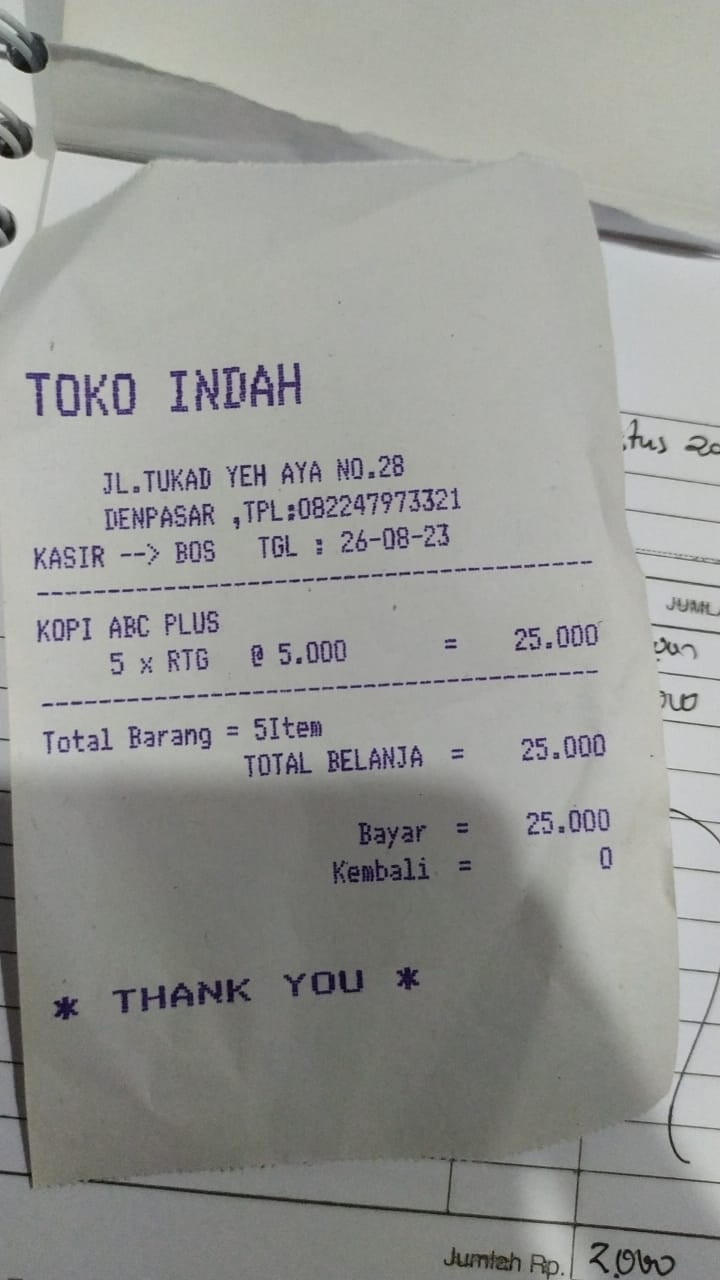 TOKO INDAH
JL.TUKAD YEH AYA NO.28
DENPASAR ,TPL:082247973321
KASIR --> BOS TGL : 26-08-23
KOPI ABC PLUS
5 x RTG @ 5.000 = 25.000
Total Barang = 5Item
TOTAL BELANJA = 25.000
Bayar = 25.000
Kembali = 0
* THANK YOU *
Jumlah Rp. 2.000